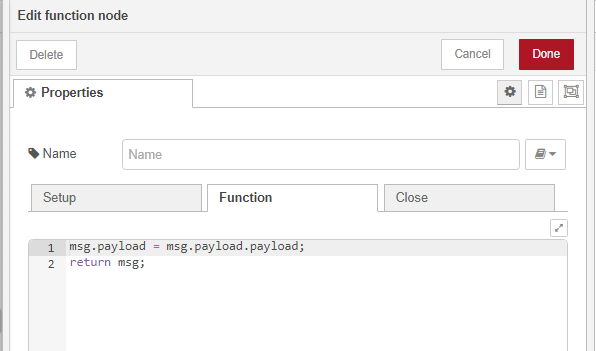 Edit function node
Delete
Cancel
Done
Properties
Name
Name
Setup
Function
Close
1 msg.payload = msg.payload.payload;
2 return msg;